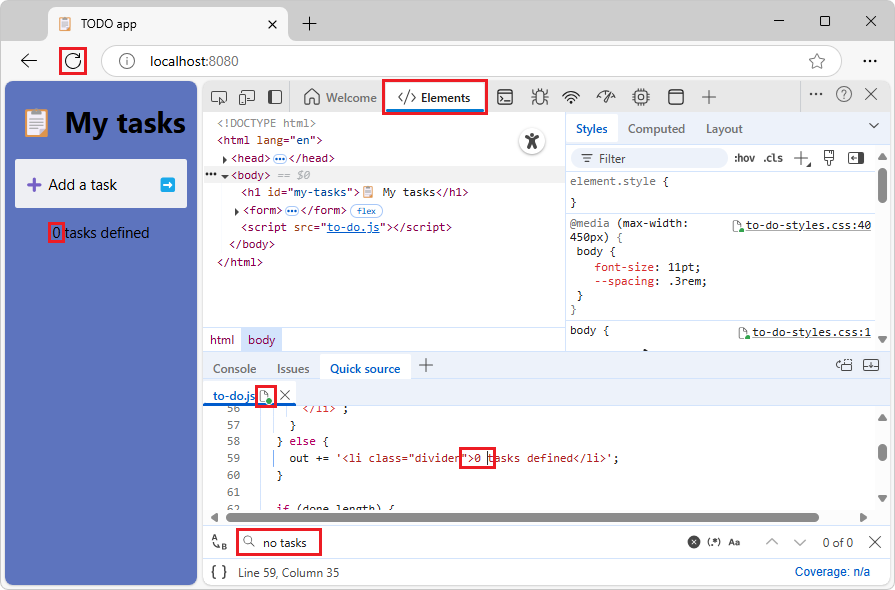 TODO app
localhost:8080
My tasks
Add a task
0 tasks defined
Welcome
</> Elements
<!DOCTYPE html>
<html lang="en">
<head> ••• </head>
••• <body> == $0
<h1 id="my-tasks">📋 My tasks</h1>
<form> ••• </form> flex
<script src="to-do.js"></script>
</body>
</html>
html body
Styles Computed Layout
Filter :hov .cls
element.style {
}
@media (max-width: to-do-styles.css:40
450px) {
body {
font-size: 11pt;
--spacing: .3rem;
}
}
body { to-do-styles.css:1
Console Issues Quick source
to-do.js
56 </li>`;
57 }
58 } else {
59 out += '<li class="divider">0 tasks defined</li>';
60 }
61
62 if (done.length) {
no tasks
(.*) Aa 0 of 0
{ } Line 59, Column 35 Coverage: n/a